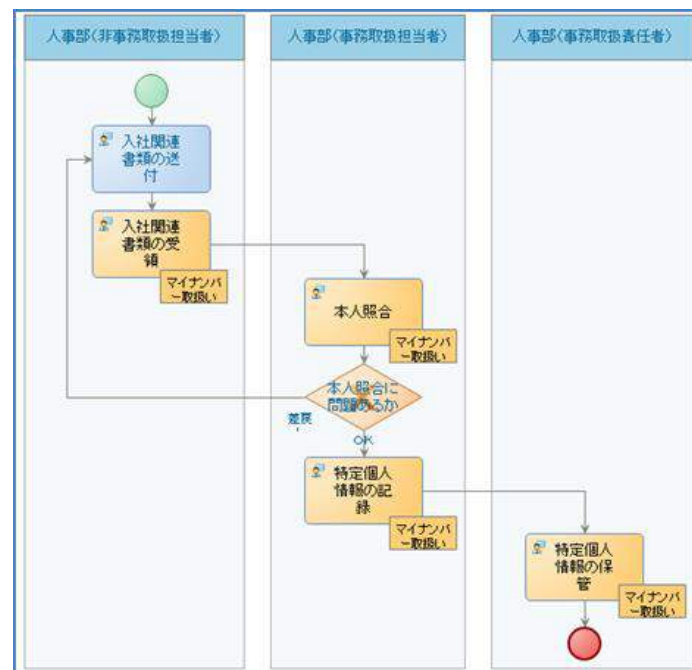 人事部(非事務取扱担当者)
人事部(事務取扱担当者)
人事部(事務取扱責任者)
入社関連
書類の送
付
入社関連
書類の受
領
マイナンバ
ー取扱い
本人照合
マイナンバ
ー取扱い
本人照合に
問題あるか
差戻
OK
特定個人
情報の記
録
マイナンバ
ー取扱い
特定個人
情報の保
管
マイナンバ
ー取扱い